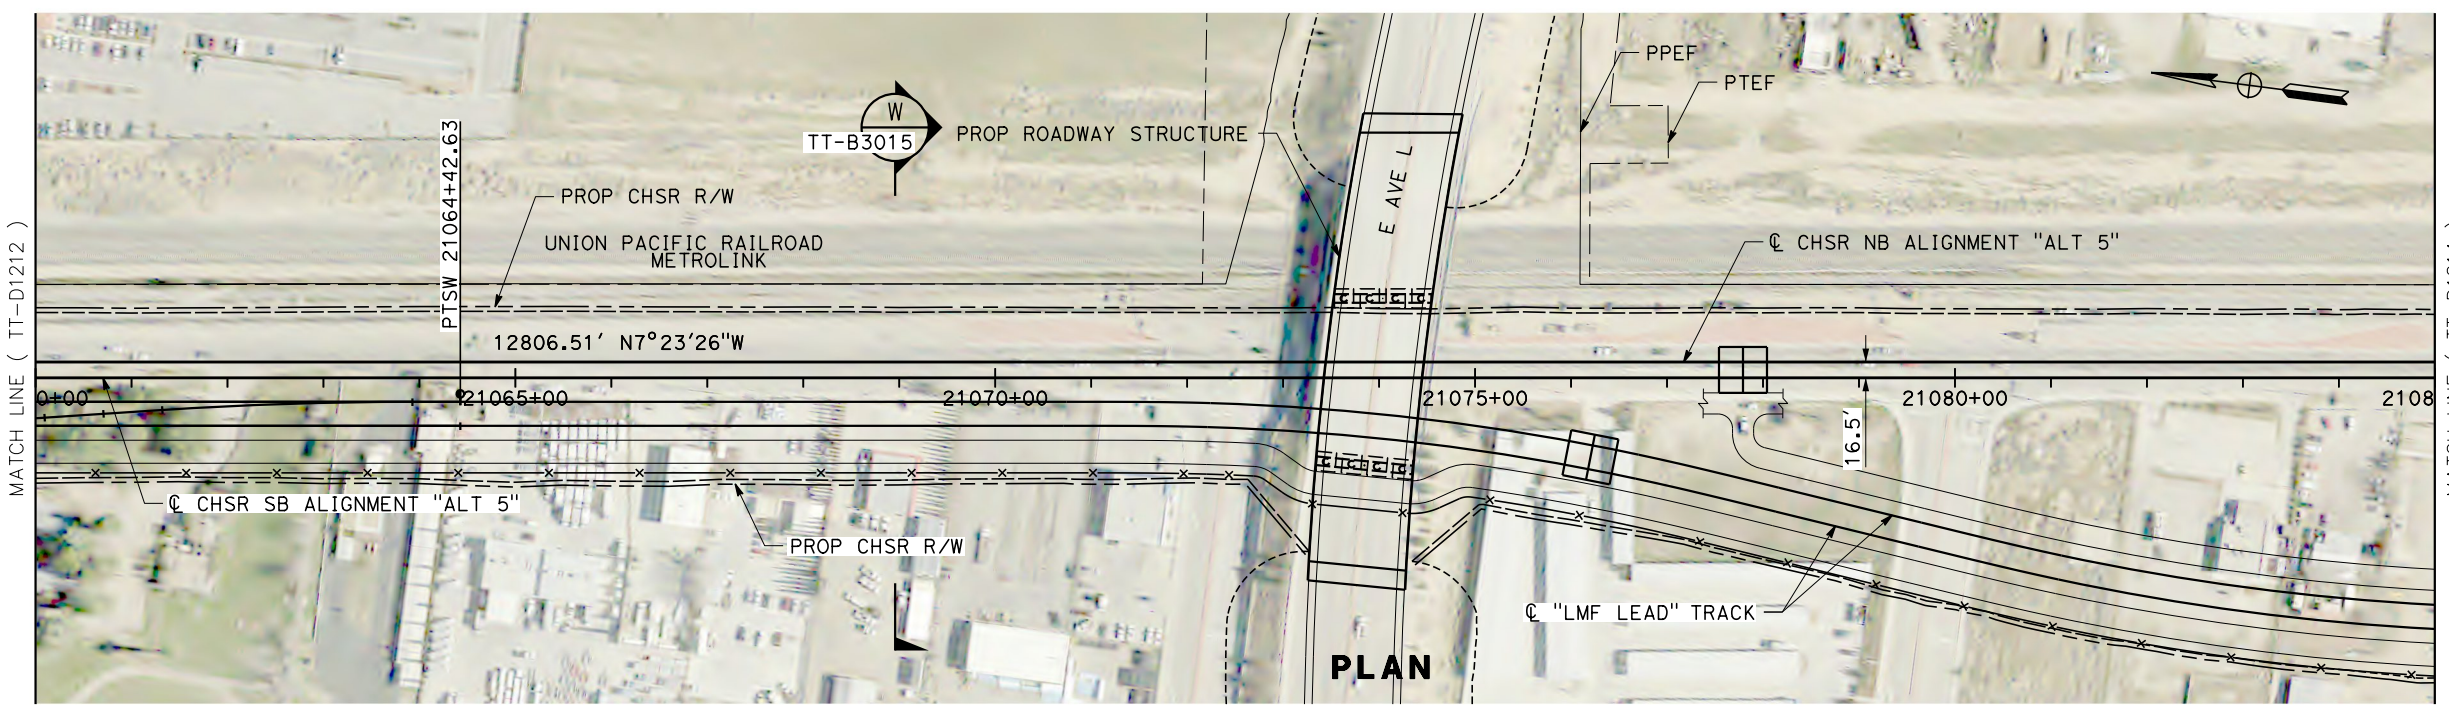 PPEF
PTEF
W
TT-B3015
PROP ROADWAY STRUCTURE
E AVE L
PTSW 21064+42.63
PROP CHSR R/W
UNION PACIFIC RAILROAD
METROLINK
℄ CHSR NB ALIGNMENT "ALT 5"
MATCH LINE ( TT-D1212 )
12806.51' N7°23'26"W
0+00
21065+00
21070+00
21075+00
21080+00
2108
16.5'
℄ CHSR SB ALIGNMENT "ALT 5"
PROP CHSR R/W
℄ "LMF LEAD" TRACK
PLAN